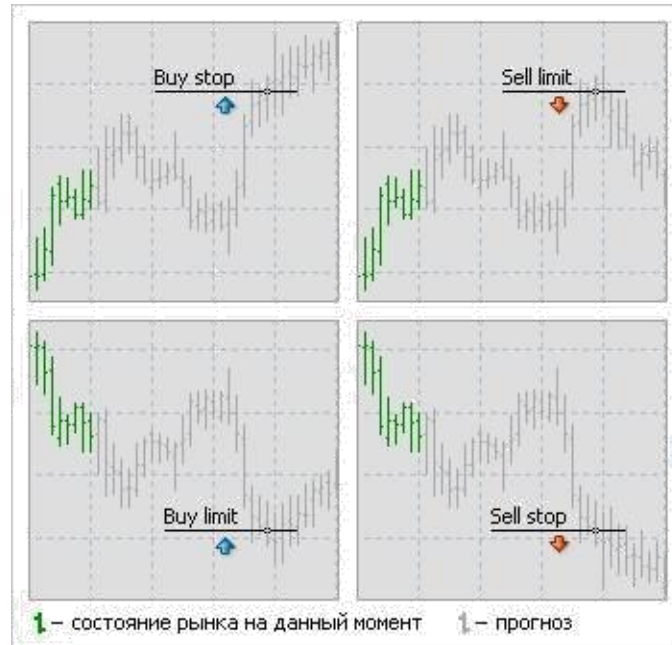 Buy stop
Sell limit
Buy limit
Sell stop
– состояние рынка на данный момент
– прогноз